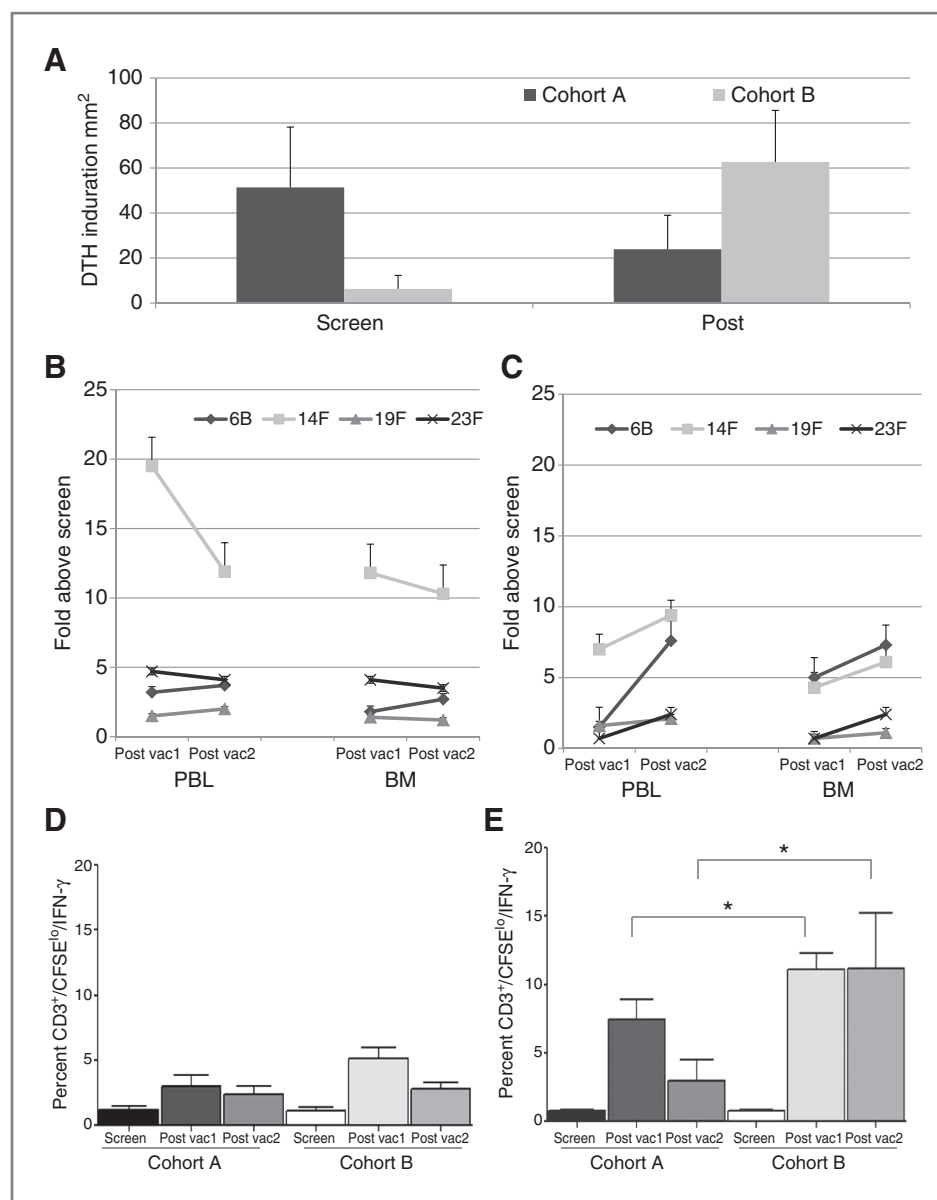 A
DTH induration mm²
100
80
60
40
20
0
Cohort A Cohort B
Screen Post
B
Fold above screen
25
20
15
10
5
0
6B 14F 19F 23F
Post vac1 Post vac2 Post vac1 Post vac2
PBL BM
C
Fold above screen
25
20
15
10
5
0
6B 14F 19F 23F
Post vac1 Post vac2 Post vac1 Post vac2
PBL BM
D
Percent CD3⁺/CFSEˡᵒ/IFN-γ
20
15
10
5
0
Screen Post vac1 Post vac2 Screen Post vac1 Post vac2
Cohort A Cohort B
E
Percent CD3⁺/CFSEˡᵒ/IFN-γ
20
15
10
5
0
*
*
Screen Post vac1 Post vac2 Screen Post vac1 Post vac2
Cohort A Cohort B